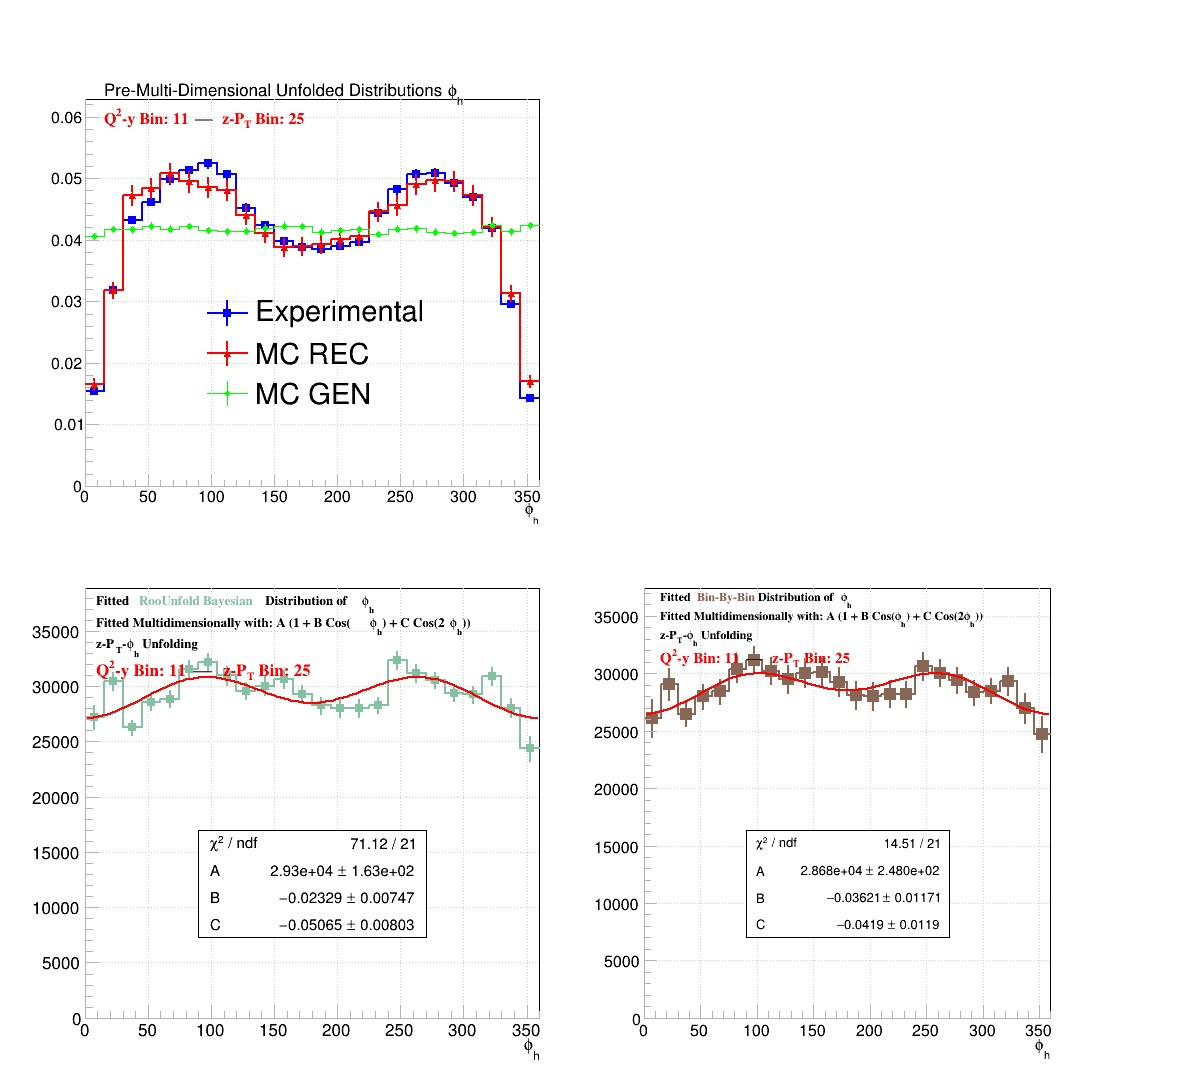 Pre-Multi-Dimensional Unfolded Distributions ϕh
Q2-y Bin: 11 — z-PT Bin: 25
0.06
0.05
0.04
0.03
0.02
0.01
0
Experimental
MC REC
MC GEN
0 50 100 150 200 250 300 350
ϕh
Fitted RooUnfold Bayesian Distribution of ϕh
Fitted Multidimensionally with: A (1 + B Cos( ϕh) + C Cos(2 ϕh))
z-PT-ϕh Unfolding
Q2-y Bin: 11 — z-PT Bin: 25
35000
30000
25000
20000
15000
10000
5000
0
χ2 / ndf 71.12 / 21
A 2.93e+04 ± 1.63e+02
B −0.02329 ± 0.00747
C −0.05065 ± 0.00803
0 50 100 150 200 250 300 350
ϕh
Fitted Bin-By-Bin Distribution of ϕh
Fitted Multidimensionally with: A (1 + B Cos(ϕh) + C Cos(2ϕh))
z-PT-ϕh Unfolding
Q2-y Bin: 11 — z-PT Bin: 25
35000
30000
25000
20000
15000
10000
5000
0
χ2 / ndf 14.51 / 21
A 2.868e+04 ± 2.480e+02
B −0.03621 ± 0.01171
C −0.0419 ± 0.0119
0 50 100 150 200 250 300 350
ϕh